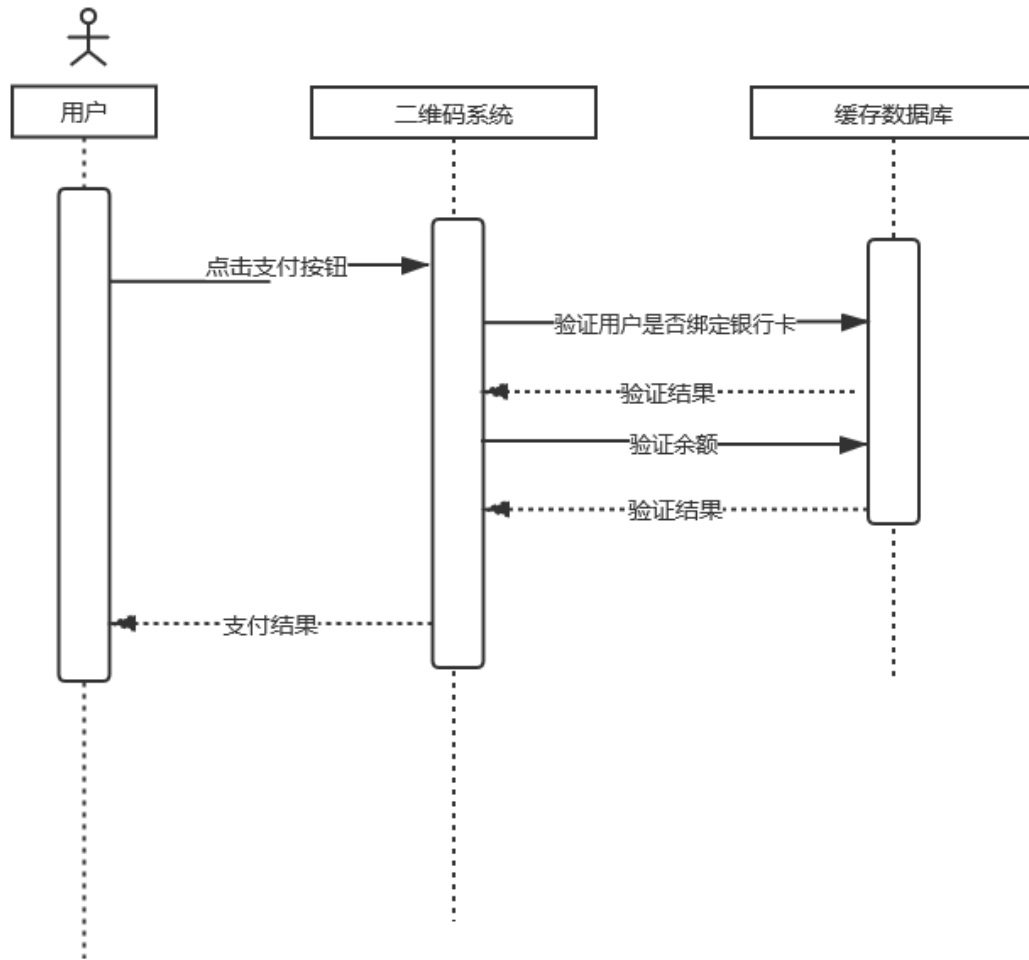 用户
二维码系统
缓存数据库
点击支付按钮
验证用户是否绑定银行卡
验证结果
验证余额
验证结果
支付结果